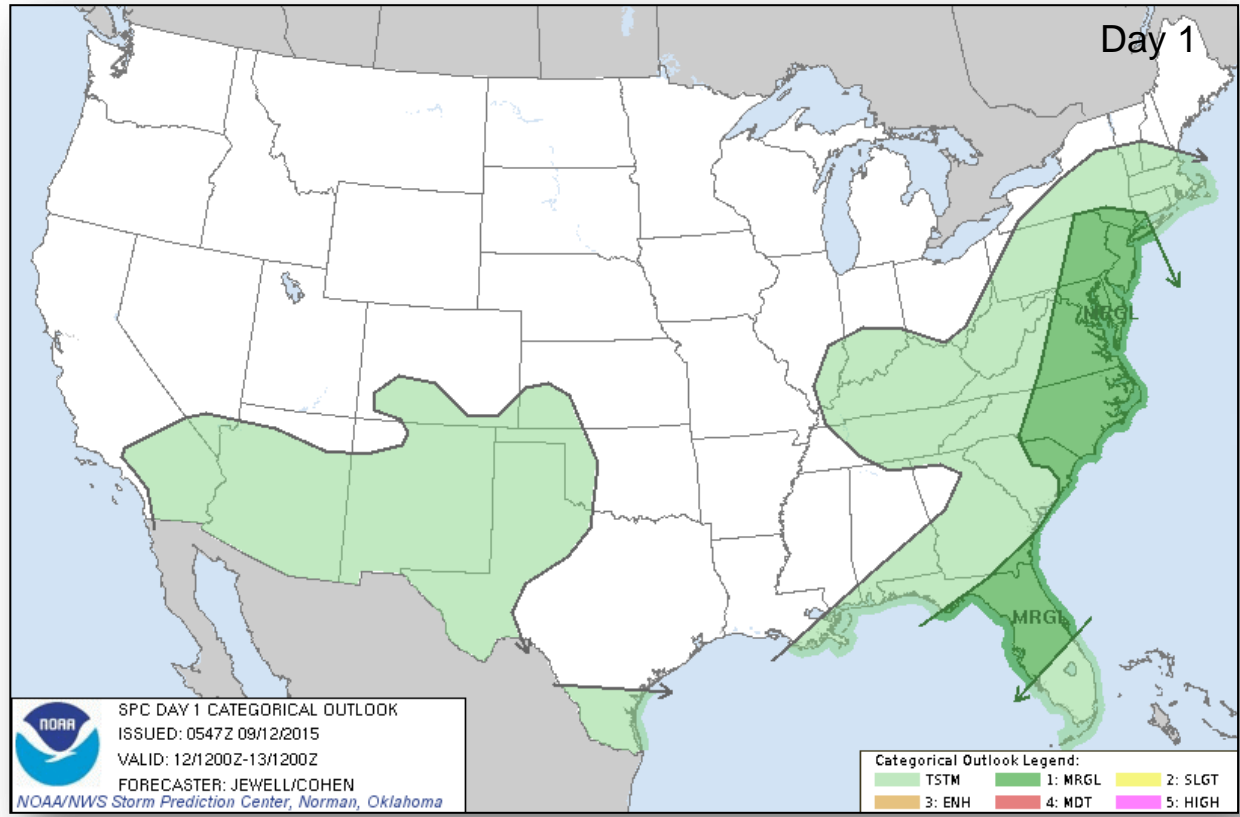 Day 1
MRGL
MRGL
NOAA
SPC DAY 1 CATEGORICAL OUTLOOK
ISSUED: 0547Z 09/12/2015
VALID: 12/1200Z-13/1200Z
FORECASTER: JEWELL/COHEN
NOAA/NWS Storm Prediction Center, Norman, Oklahoma
Categorical Outlook Legend:
TSTM 1: MRGL 2: SLGT
3: ENH 4: MDT 5: HIGH